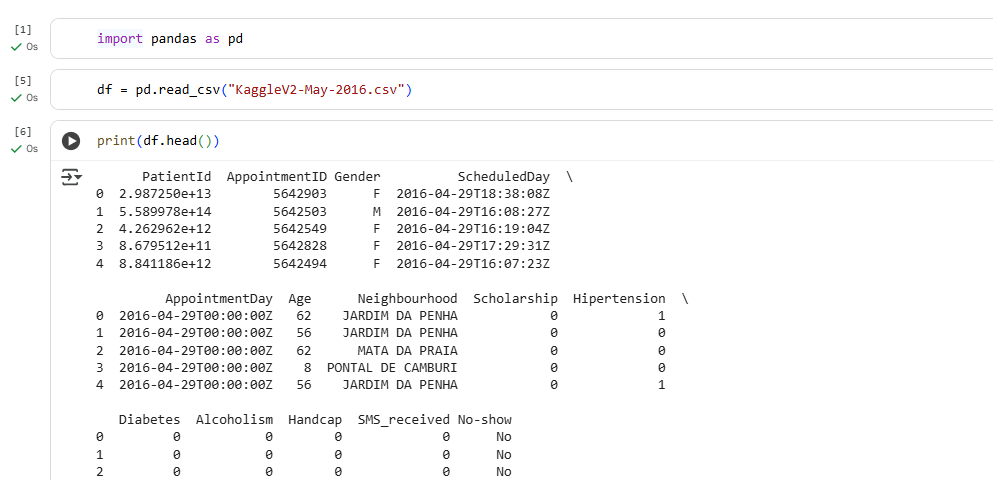 [1]
0s
import pandas as pd
[5]
0s
df = pd.read_csv("KaggleV2-May-2016.csv")
[6]
0s
print(df.head())
PatientId AppointmentID Gender ScheduledDay \
0 2.987250e+13 5642903 F 2016-04-29T18:38:08Z
1 5.589978e+14 5642503 M 2016-04-29T16:08:27Z
2 4.262962e+12 5642549 F 2016-04-29T16:19:04Z
3 8.679512e+11 5642828 F 2016-04-29T17:29:31Z
4 8.841186e+12 5642494 F 2016-04-29T16:07:23Z
AppointmentDay Age Neighbourhood Scholarship Hipertension \
0 2016-04-29T00:00:00Z 62 JARDIM DA PENHA 0 1
1 2016-04-29T00:00:00Z 56 JARDIM DA PENHA 0 0
2 2016-04-29T00:00:00Z 62 MATA DA PRAIA 0 0
3 2016-04-29T00:00:00Z 8 PONTAL DE CAMBURI 0 0
4 2016-04-29T00:00:00Z 56 JARDIM DA PENHA 0 1
Diabetes Alcoholism Handcap SMS_received No-show
0 0 0 0 0 No
1 0 0 0 0 No
2 0 0 0 0 No